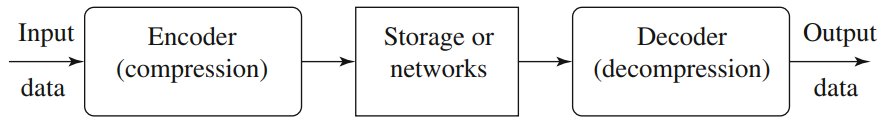 Input
data
Encoder
(compression)
Storage or
networks
Decoder
(decompression)
Output
data